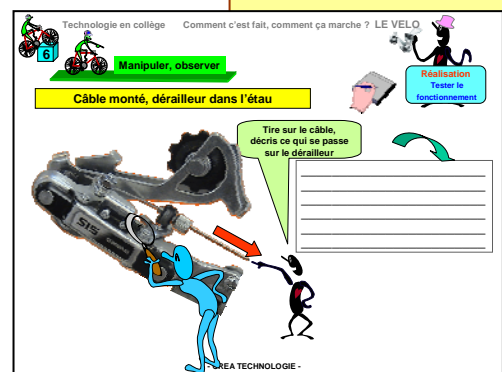 Technologie en collège Comment c'est fait, comment ça marche ? LE VELO
6
Manipuler, observer
Réalisation
Tester le
fonctionnement
Câble monté, dérailleur dans l'étau
Tire sur le câble,
décris ce qui se passe
sur le dérailleur
SIS
- CREA TECHNOLOGIE -